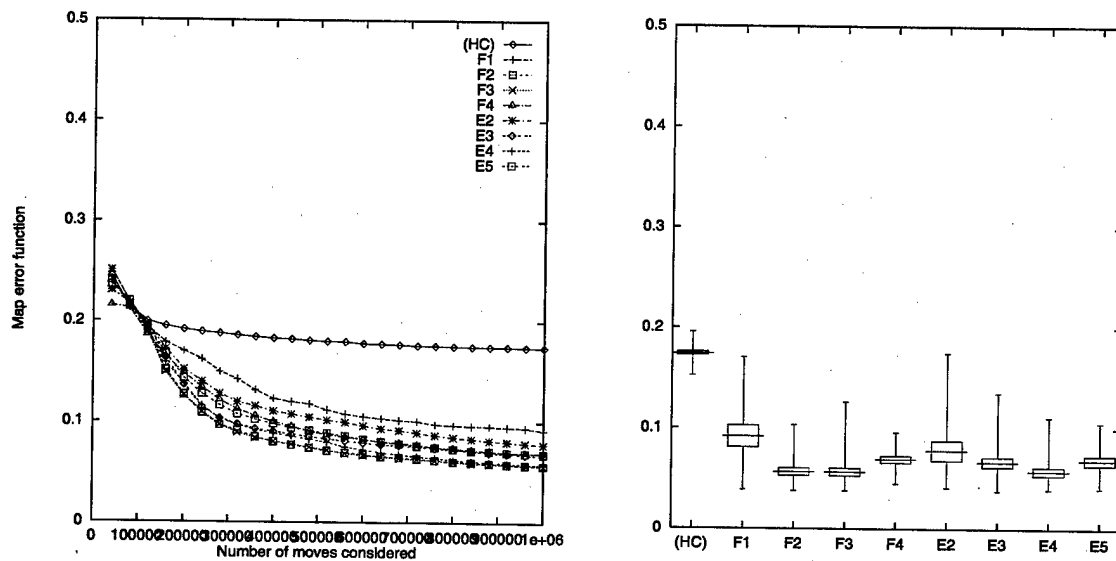 0.5
0.4
0.3
0.2
0.1
0
Map error function
(HC)
F1
F2
F3
F4
E2
E3
E4
E5
0 1e+06
Number of moves considered
0.5
0.4
0.3
0.2
0.1
0
(HC) F1 F2 F3 F4 E2 E3 E4 E5